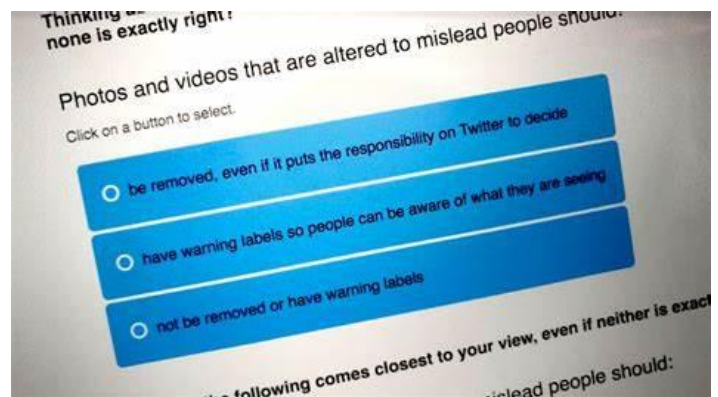 Thinking
none is exactly right?
Photos and videos that are altered to mislead people should:
Click on a button to select.
be removed, even if it puts the responsibility on Twitter to decide
have warning labels so people can be aware of what they are seeing
not be removed or have warning labels
following comes closest to your view, even if neither is
people should: